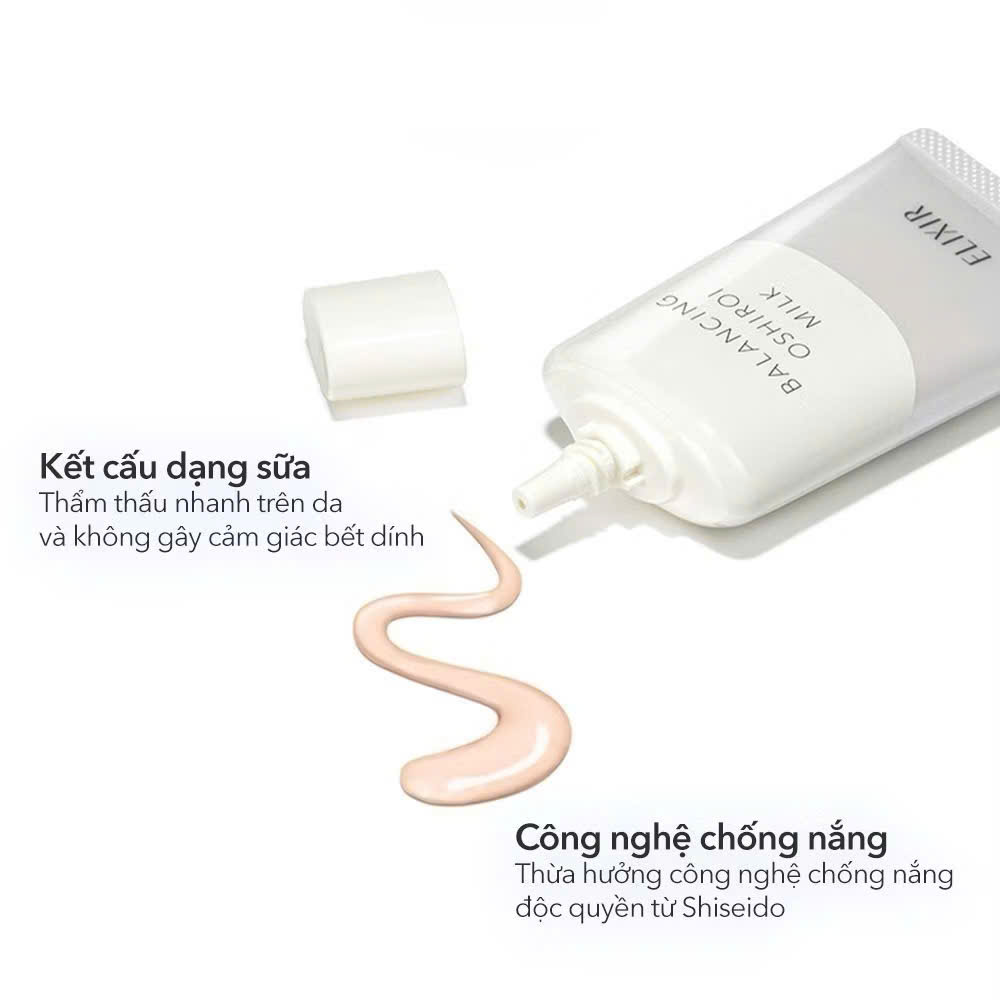 ELIXIR
BALANCING
OSHIROI
MILK
Kết cấu dạng sữa
Thẩm thấu nhanh trên da
và không gây cảm giác bết dính
Công nghệ chống nắng
Thừa hưởng công nghệ chống nắng
độc quyền từ Shiseido